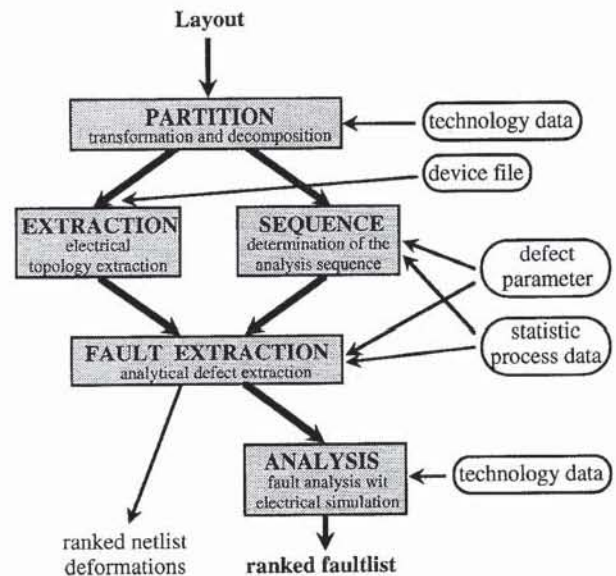 Layout
PARTITION
transformation and decomposition
technology data
device file
EXTRACTION
electrical
topology extraction
SEQUENCE
determination of the
analysis sequence
defect
parameter
statistic
process data
FAULT EXTRACTION
analytical defect extraction
ANALYSIS
fault analysis wit
electrical simulation
technology data
ranked netlist
deformations
ranked faultlist